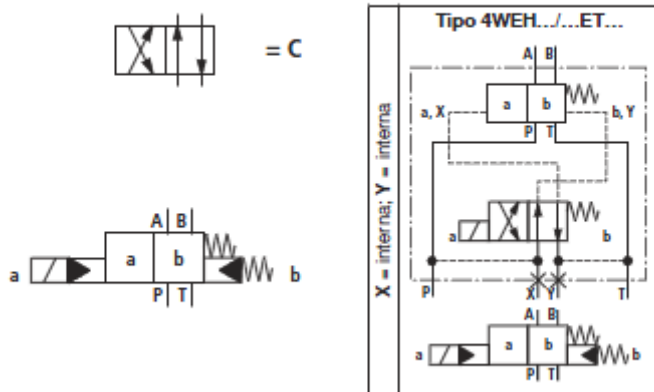 = C
A B
a
a
b
b
P T
X = interna; Y = interna
Tipo 4WEH.../...ET...
A B
a, X
a
b
b, Y
P T
a
b
P
X
Y
T
A B
a
a
b
b
P T